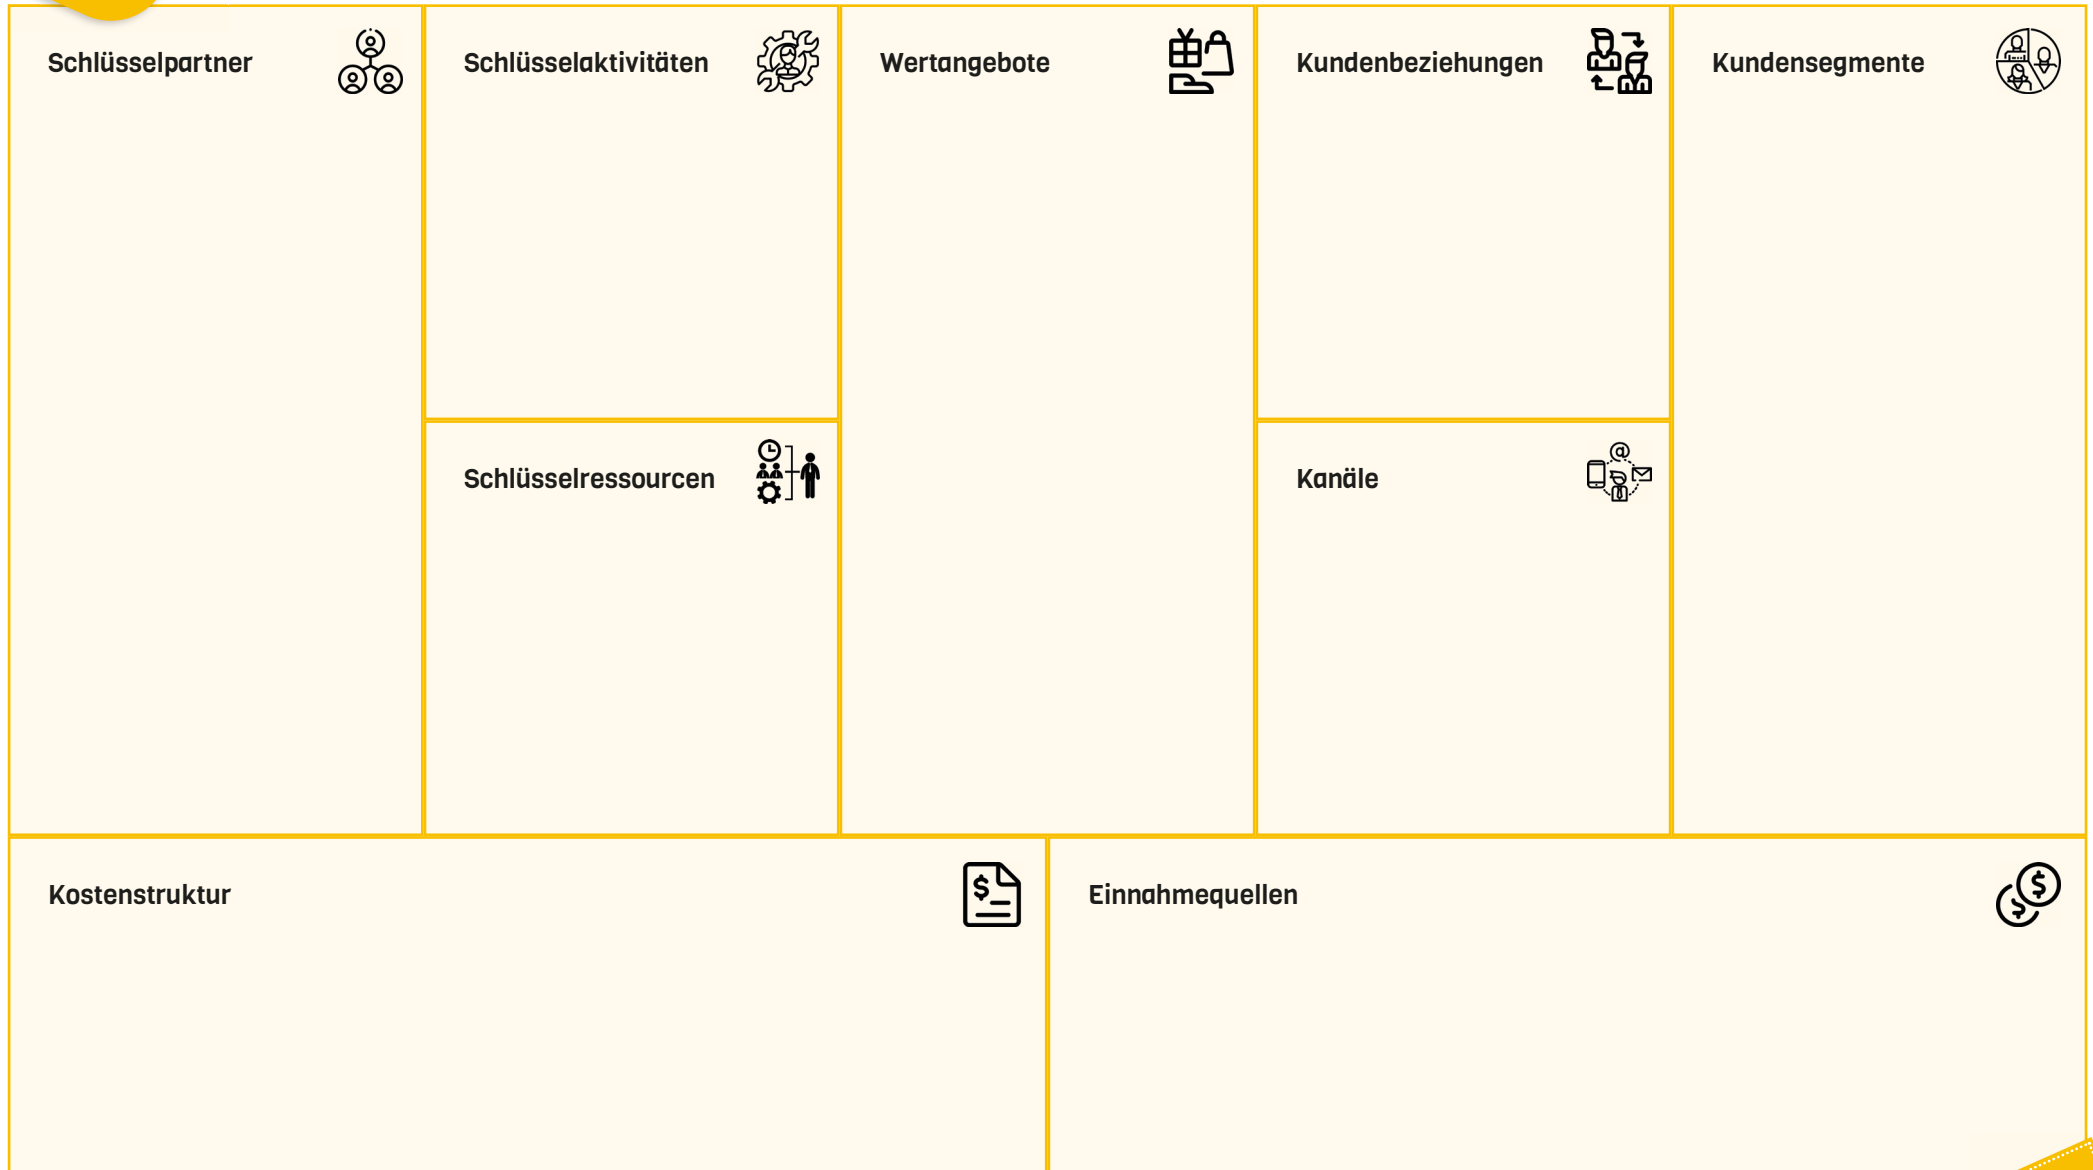 Schlüsselpartner
Schlüsselaktivitäten
Wertangebote
Kundenbeziehungen
Kundensegmente
Schlüsselressourcen
Kanäle
Kostenstruktur
Einnahmequellen